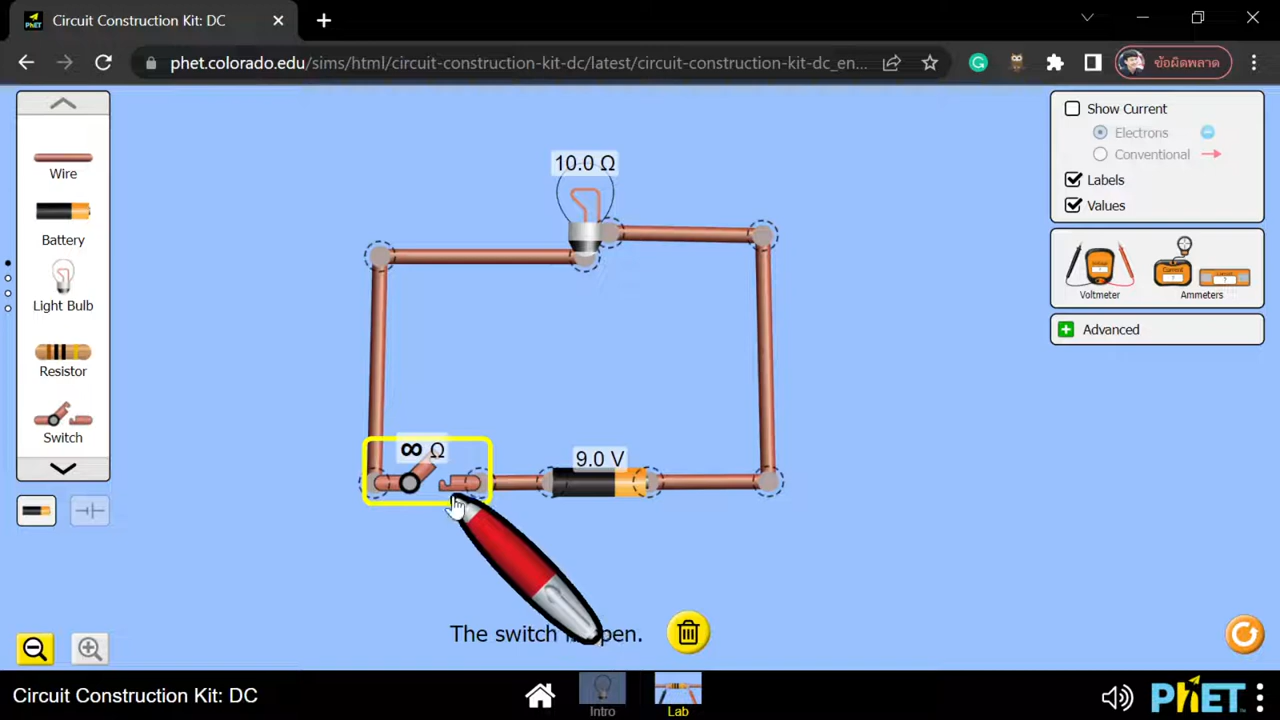 PhET
Circuit Construction Kit: DC
phet.colorado.edu/sims/html/circuit-construction-kit-dc/latest/circuit-construction-kit-dc_en...
ข้อผิดพลาด
Wire
Battery
Light Bulb
Resistor
Switch
10.0 Ω
∞ Ω
9.0 V
Show Current
Electrons
Conventional
Labels
Values
Voltmeter
Ammeters
Advanced
The switch open.
Circuit Construction Kit: DC
Intro
Lab
PhET